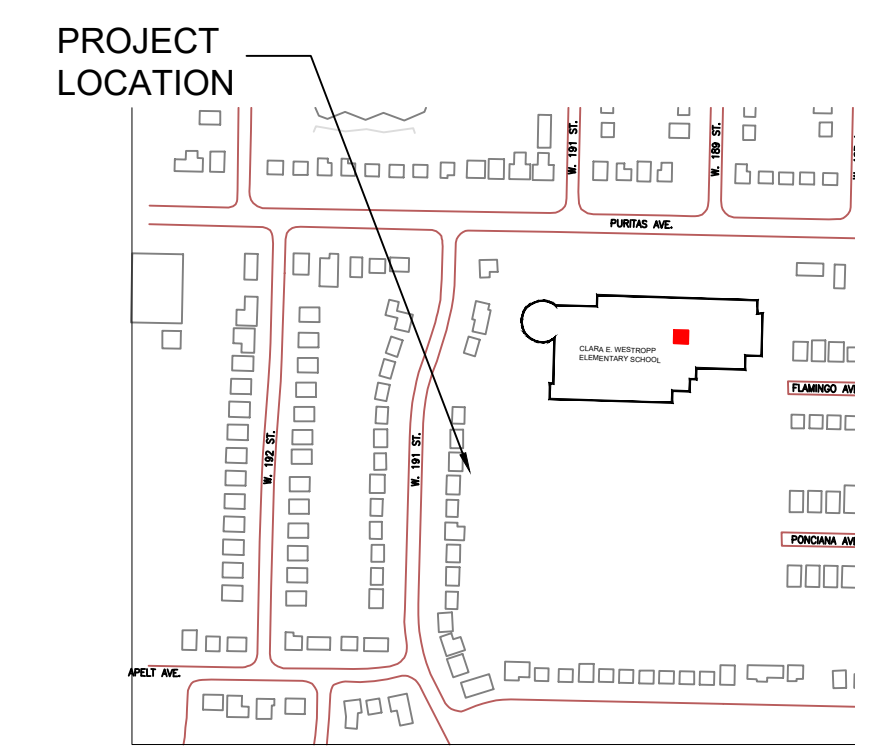 PROJECT
LOCATION
W. 191 ST.
W. 189 ST.
PURITAS AVE.
CLARA E. WESTROPP
ELEMENTARY SCHOOL
FLAMINGO AV
W. 192 ST.
W. 191 ST.
PONCIANA AV
APELT AVE.